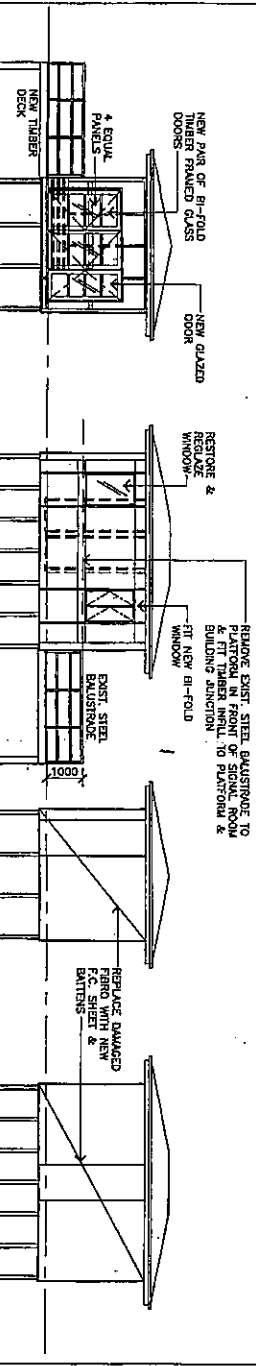 NEW PAIR OF BI-FOLD
TIMBER FRAMED GLASS
DOORS
4 EQUAL
PANELS
NEW TIMBER
DECK
NEW GLAZED
DOOR
RESTORE &
REGLAZE
WINDOW
REMOVE EXIST. STEEL BALUSTRADE TO
PLATFORM IN FRONT OF SIGNAL ROOM
& FIT TIMBER INFILL TO PLATFORM &
BUILDING JUNCTION
FIT NEW BI-FOLD
WINDOW
EXIST. STEEL
BALUSTRADE
1000
REPLACE DAMAGED
FIBRO WITH NEW
F.C. SHEET &
BATTENS